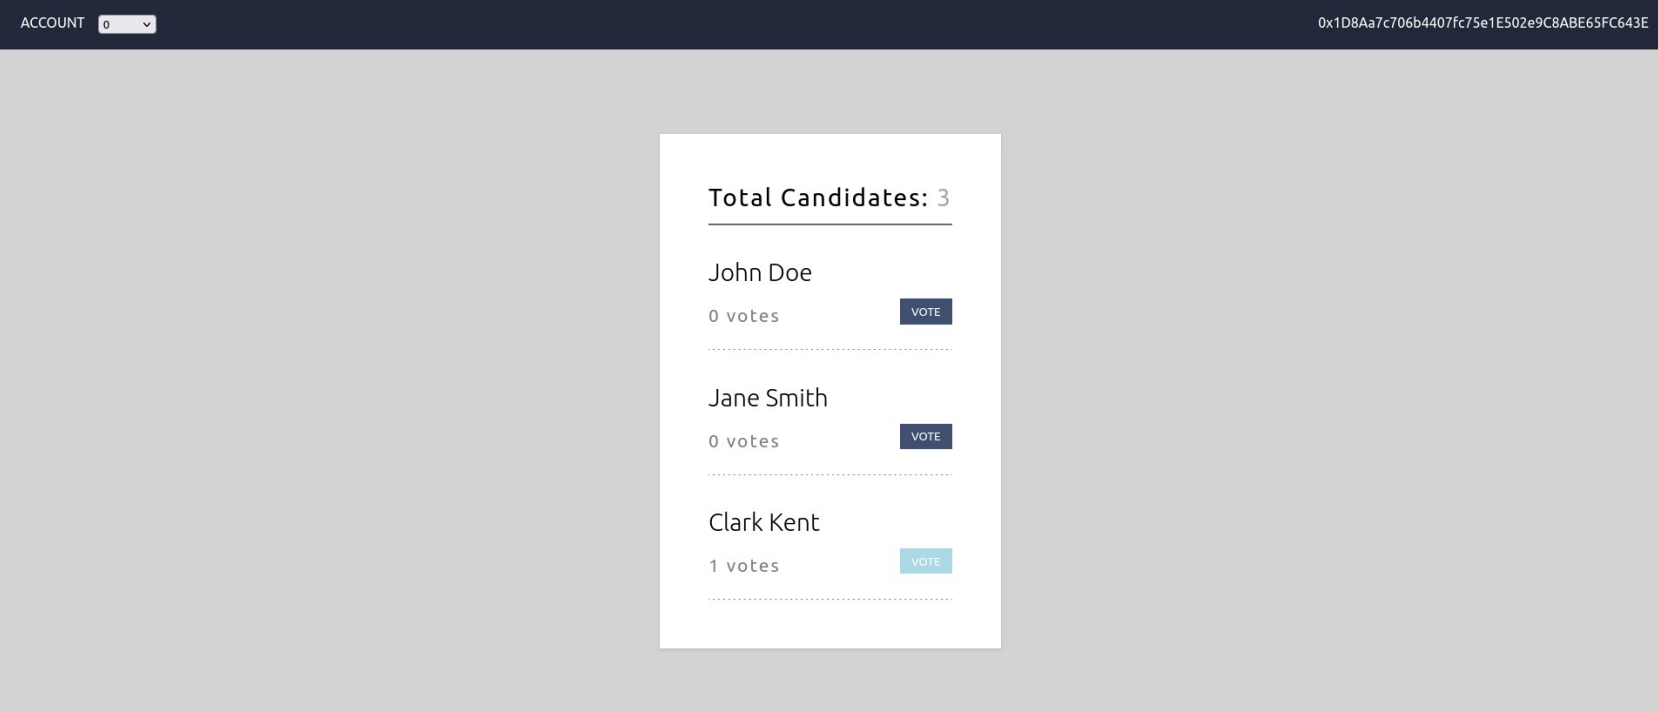 ACCOUNT 0 0x1D8Aa7c706b4407fc75e1E502e9C8ABE65FC643E
Total Candidates: 3
John Doe
0 votes VOTE
Jane Smith
0 votes VOTE
Clark Kent
1 votes VOTE